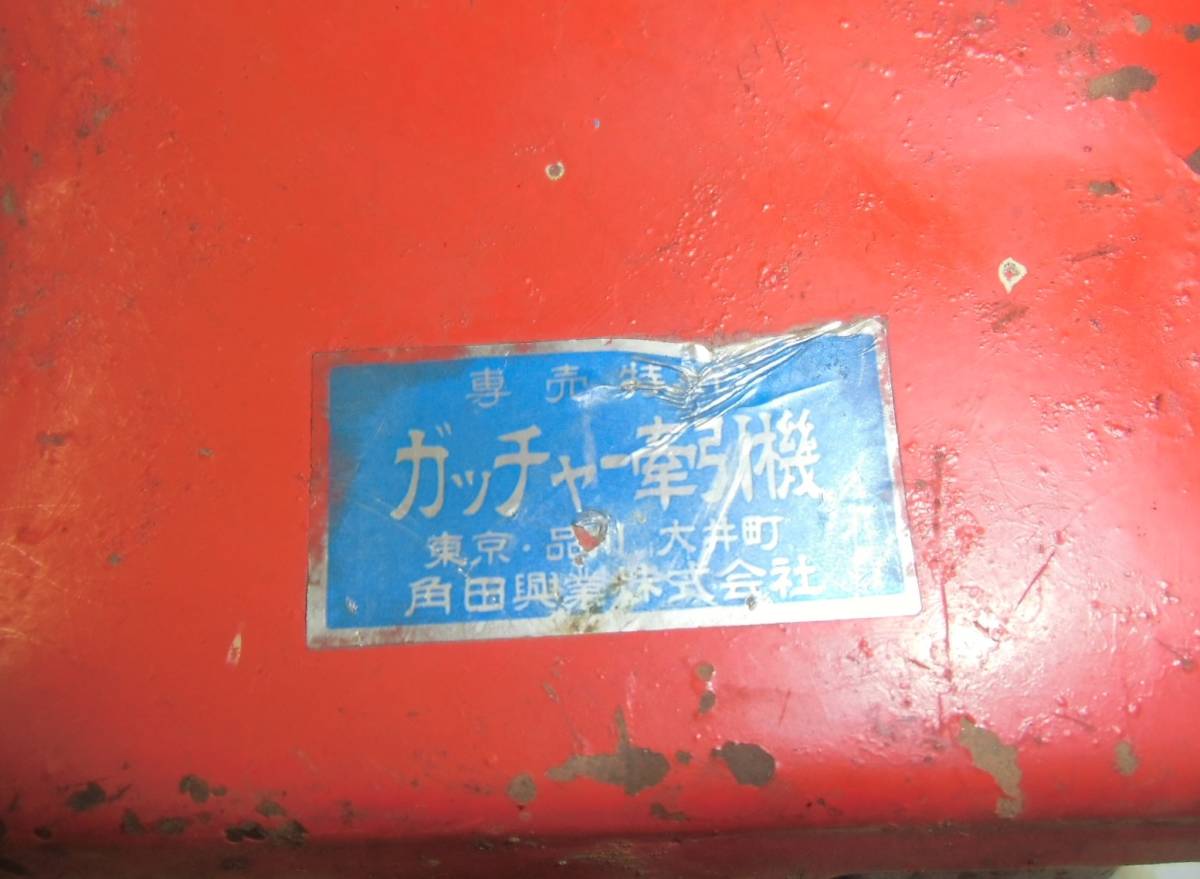 専売特許
ガッチャー牽引機
東京・品川 大井町
角田興業株式会社